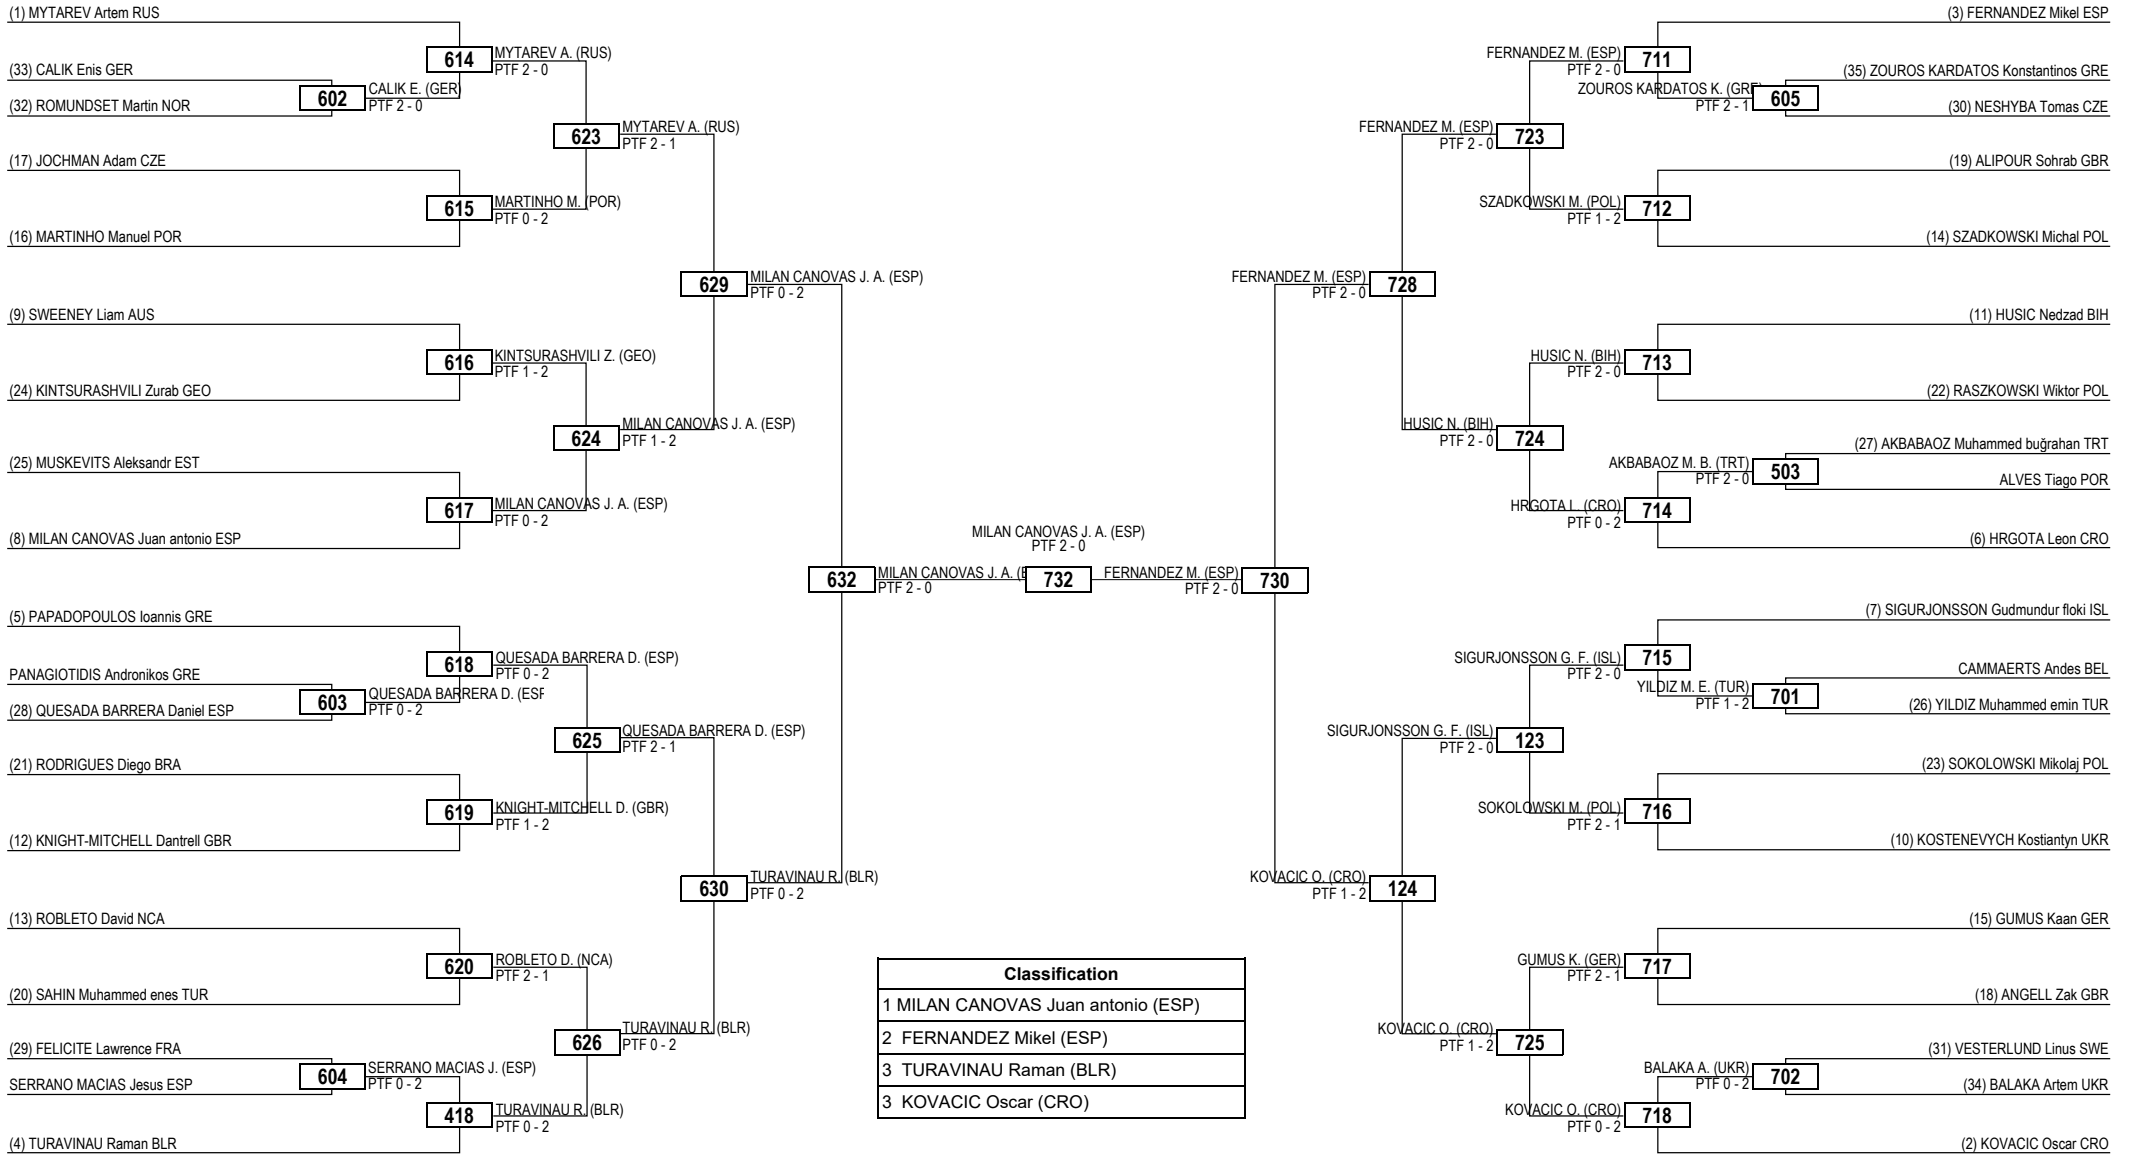 (1) MYTAREV Artem RUS
614
MYTAREV A. (RUS)
PTF 2 - 0
(33) CALIK Enis GER
602
CALIK E. (GER)
PTF 2 - 0
(32) ROMUNDSET Martin NOR
623
MYTAREV A. (RUS)
PTF 2 - 1
(17) JOCHMAN Adam CZE
615
MARTINHO M. (POR)
PTF 0 - 2
(16) MARTINHO Manuel POR
629
MILAN CANOVAS J. A. (ESP)
PTF 0 - 2
(9) SWEENEY Liam AUS
616
KINTSURASHVILI Z. (GEO)
PTF 1 - 2
(24) KINTSURASHVILI Zurab GEO
624
MILAN CANOVAS J. A. (ESP)
PTF 1 - 2
(25) MUSKEVITS Aleksandr EST
617
MILAN CANOVAS J. A. (ESP)
PTF 0 - 2
(8) MILAN CANOVAS Juan antonio ESP
632
MILAN CANOVAS J. A. (E
PTF 2 - 0
(5) PAPADOPOULOS Ioannis GRE
618
QUESADA BARRERA D. (ESP)
PTF 0 - 2
PANAGIOTIDIS Andronikos GRE
603
QUESADA BARRERA D. (ESP
PTF 0 - 2
(28) QUESADA BARRERA Daniel ESP
625
QUESADA BARRERA D. (ESP)
PTF 2 - 1
(21) RODRIGUES Diego BRA
619
KNIGHT-MITCHELL D. (GBR)
PTF 1 - 2
(12) KNIGHT-MITCHELL Dantrell GBR
630
TURAVINAU R. (BLR)
PTF 0 - 2
(13) ROBLETO David NCA
620
ROBLETO D. (NCA)
PTF 2 - 1
(20) SAHIN Muhammed enes TUR
626
TURAVINAU R. (BLR)
PTF 0 - 2
(29) FELICITE Lawrence FRA
604
SERRANO MACIAS J. (ESP)
PTF 0 - 2
SERRANO MACIAS Jesus ESP
418
TURAVINAU R. (BLR)
PTF 0 - 2
(4) TURAVINAU Raman BLR
MILAN CANOVAS J. A. (ESP)
PTF 2 - 0
732
FERNANDEZ M. (ESP)
PTF 2 - 0
730
(3) FERNANDEZ Mikel ESP
FERNANDEZ M. (ESP)
PTF 2 - 0
711
(35) ZOUROS KARDATOS Konstantinos GRE
ZOUROS KARDATOS K. (GRE
PTF 2 - 1
605
(30) NESHYBA Tomas CZE
FERNANDEZ M. (ESP)
PTF 2 - 0
723
(19) ALIPOUR Sohrab GBR
SZADKOWSKI M. (POL)
PTF 1 - 2
712
(14) SZADKOWSKI Michal POL
FERNANDEZ M. (ESP)
PTF 2 - 0
728
(11) HUSIC Nedzad BIH
HUSIC N. (BIH)
PTF 2 - 0
713
(22) RASZKOWSKI Wiktor POL
HUSIC N. (BIH)
PTF 2 - 0
724
(27) AKBABAOZ Muhammed buğrahan TRT
AKBABAOZ M. B. (TRT)
PTF 2 - 0
503
ALVES Tiago POR
HRGOTA L. (CRO)
PTF 0 - 2
714
(6) HRGOTA Leon CRO
(7) SIGURJONSSON Gudmundur floki ISL
SIGURJONSSON G. F. (ISL)
PTF 2 - 0
715
CAMMAERTS Andes BEL
YILDIZ M. E. (TUR)
PTF 1 - 2
701
(26) YILDIZ Muhammed emin TUR
SIGURJONSSON G. F. (ISL)
PTF 2 - 0
123
(23) SOKOLOWSKI Mikolaj POL
SOKOLOWSKI M. (POL)
PTF 2 - 1
716
(10) KOSTENEVYCH Kostiantyn UKR
KOVACIC O. (CRO)
PTF 1 - 2
124
(15) GUMUS Kaan GER
GUMUS K. (GER)
PTF 2 - 1
717
(18) ANGELL Zak GBR
KOVACIC O. (CRO)
PTF 1 - 2
725
(31) VESTERLUND Linus SWE
BALAKA A. (UKR)
PTF 0 - 2
702
(34) BALAKA Artem UKR
KOVACIC O. (CRO)
PTF 0 - 2
718
(2) KOVACIC Oscar CRO
Classification
1 MILAN CANOVAS Juan antonio (ESP)
2 FERNANDEZ Mikel (ESP)
3 TURAVINAU Raman (BLR)
3 KOVACIC Oscar (CRO)